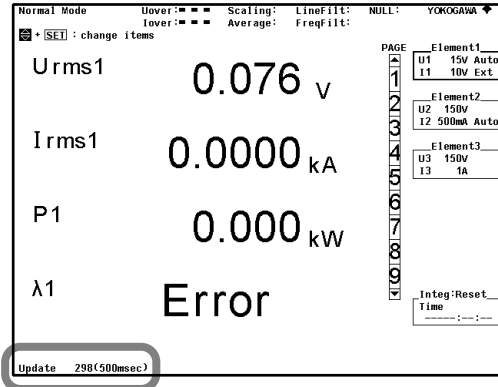 Normal Mode Uover:■■■ Scaling: LineFilt: NULL: YOKOGAWA ◆
Iover:■■■ Average: FreqFilt:
+ SET : change items
PAGE
Urms1 0.076 V
Irms1 0.0000 kA
P1 0.000 kW
λ1 Error
1
2
3
4
5
6
7
8
9
Element1
U1 15V Auto
I1 10V Ext
Element2
U2 150V
I2 500mA Auto
Element3
U3 150V
I3 1A
Integ:Reset
Time
-----:--:--
Update 298(500msec)